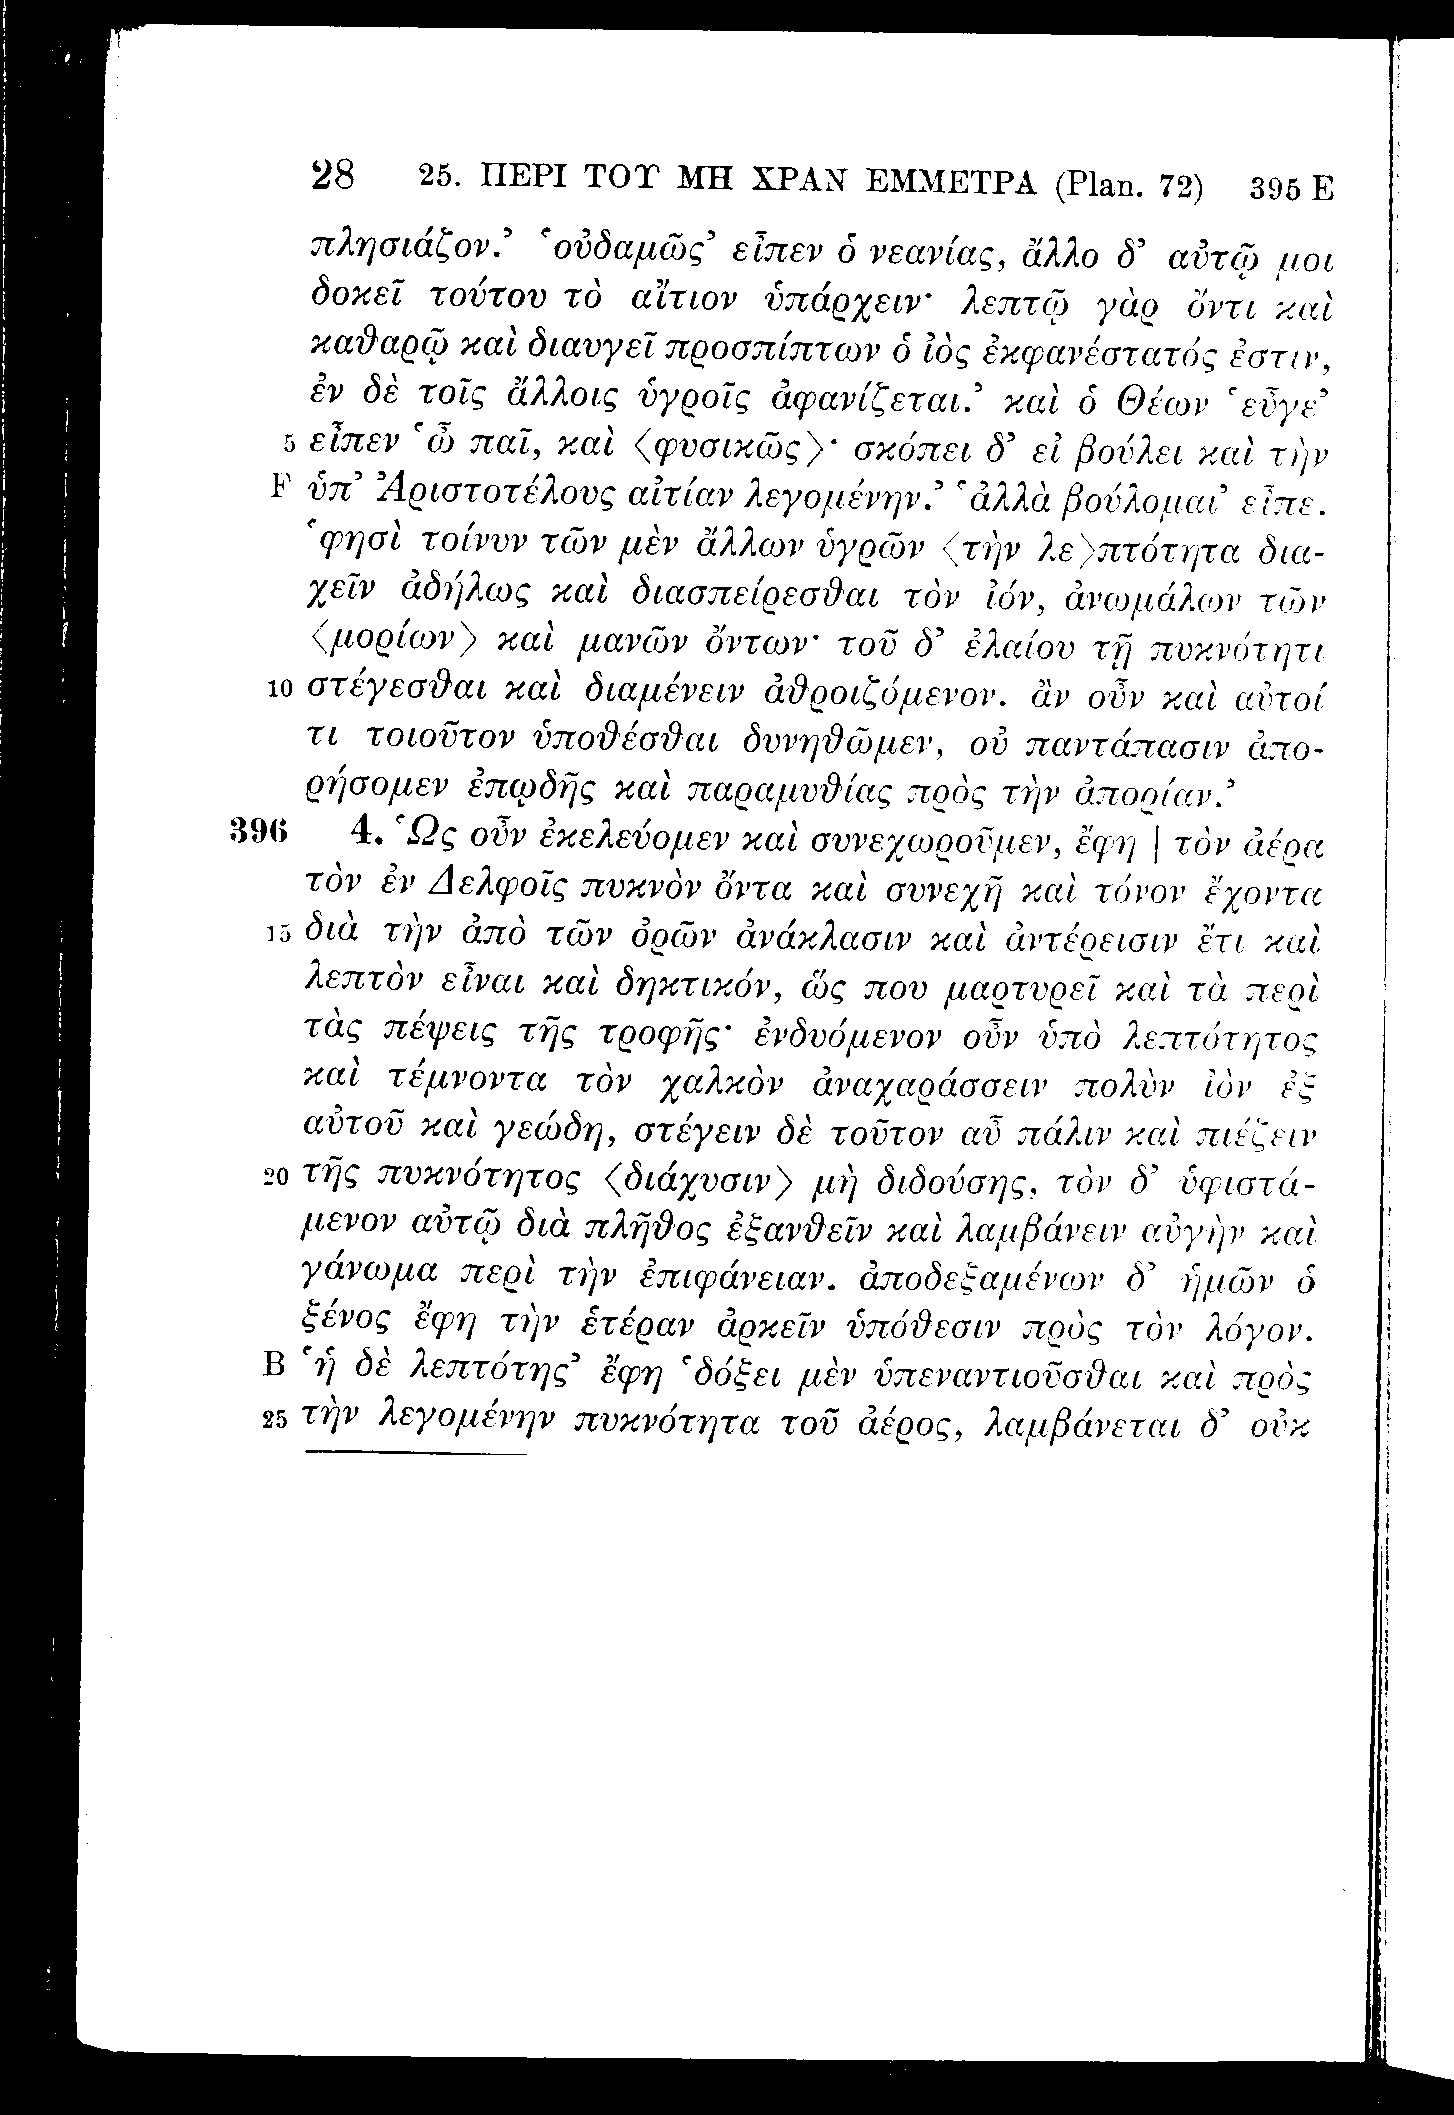 28 25. ΠΕΡΙ ΤΟΥ ΜΗ ΧΡΑΝ ΕΜΜΕΤΡΑ (Plan. 72) 395 E
πλησιάζον.’ ‘οὐδαμῶς’ εἶπεν ὁ νεανίας, ἄλλο δ’ αὐτῷ μοι
δοκεῖ τούτου τὸ αἴτιον ὑπάρχειν· λεπτῷ γὰρ ὄντι καὶ
καθαρῷ καὶ διαυγεῖ προσπίπτων ὁ ἰὸς ἐκφανέστατός ἐστιν,
ἐν δὲ τοῖς ἄλλοις ὑγροῖς ἀφανίζεται.’ καὶ ὁ Θέων ‘εὖγε’
5 εἶπεν ‘ὦ παῖ, καὶ ⟨φυσικῶς⟩· σκόπει δ’ εἰ βούλει καὶ τὴν
F ὑπ’ Ἀριστοτέλους αἰτίαν λεγομένην.’ ‘ἀλλὰ βούλομαι’ εἶπε.
‘φησὶ τοίνυν τῶν μὲν ἄλλων ὑγρῶν ⟨τὴν λε⟩πτότητα δια-
χεῖν ἀδήλως καὶ διασπείρεσθαι τὸν ἰόν, ἀνωμάλων τῶν
⟨μορίων⟩ καὶ μανῶν ὄντων· τοῦ δ’ ἐλαίου τῇ πυκνότητι
10 στέγεσθαι καὶ διαμένειν ἀθροιζόμενον. ἂν οὖν καὶ αὐτοί
τι τοιοῦτον ὑποθέσθαι δυνηθῶμεν, οὐ παντάπασιν ἀπο-
ρήσομεν ἐπῳδῆς καὶ παραμυθίας πρὸς τὴν ἀπορίαν.’
396 4. Ὡς οὖν ἐκελεύομεν καὶ συνεχωροῦμεν, ἔφη | τὸν ἀέρα
τὸν ἐν Δελφοῖς πυκνὸν ὄντα καὶ συνεχῆ καὶ τόνον ἔχοντα
15 διὰ τὴν ἀπὸ τῶν ὀρῶν ἀνάκλασιν καὶ ἀντέρεισιν ἔτι καὶ
λεπτὸν εἶναι καὶ δηκτικόν, ὥς που μαρτυρεῖ καὶ τὰ περὶ
τὰς πέψεις τῆς τροφῆς· ἐνδυόμενον οὖν ὑπὸ λεπτότητος
καὶ τέμνοντα τὸν χαλκὸν ἀναχαράσσειν πολὺν ἰὸν ἐξ
αὐτοῦ καὶ γεώδη, στέγειν δὲ τοῦτον αὖ πάλιν καὶ πιέζειν
20 τῆς πυκνότητος ⟨διάχυσιν⟩ μὴ διδούσης, τὸν δ’ ὑφιστά-
μενον αὐτῷ διὰ πλῆθος ἐξανθεῖν καὶ λαμβάνειν αὐγὴν καὶ
γάνωμα περὶ τὴν ἐπιφάνειαν. ἀποδεξαμένων δ’ ἡμῶν ὁ
ξένος ἔφη τὴν ἑτέραν ἀρκεῖν ὑπόθεσιν πρὸς τὸν λόγον.
B ‘ἡ δὲ λεπτότης’ ἔφη ‘δόξει μὲν ὑπεναντιοῦσθαι καὶ πρὸς
25 τὴν λεγομένην πυκνότητα τοῦ ἀέρος, λαμβάνεται δ’ οὐκ